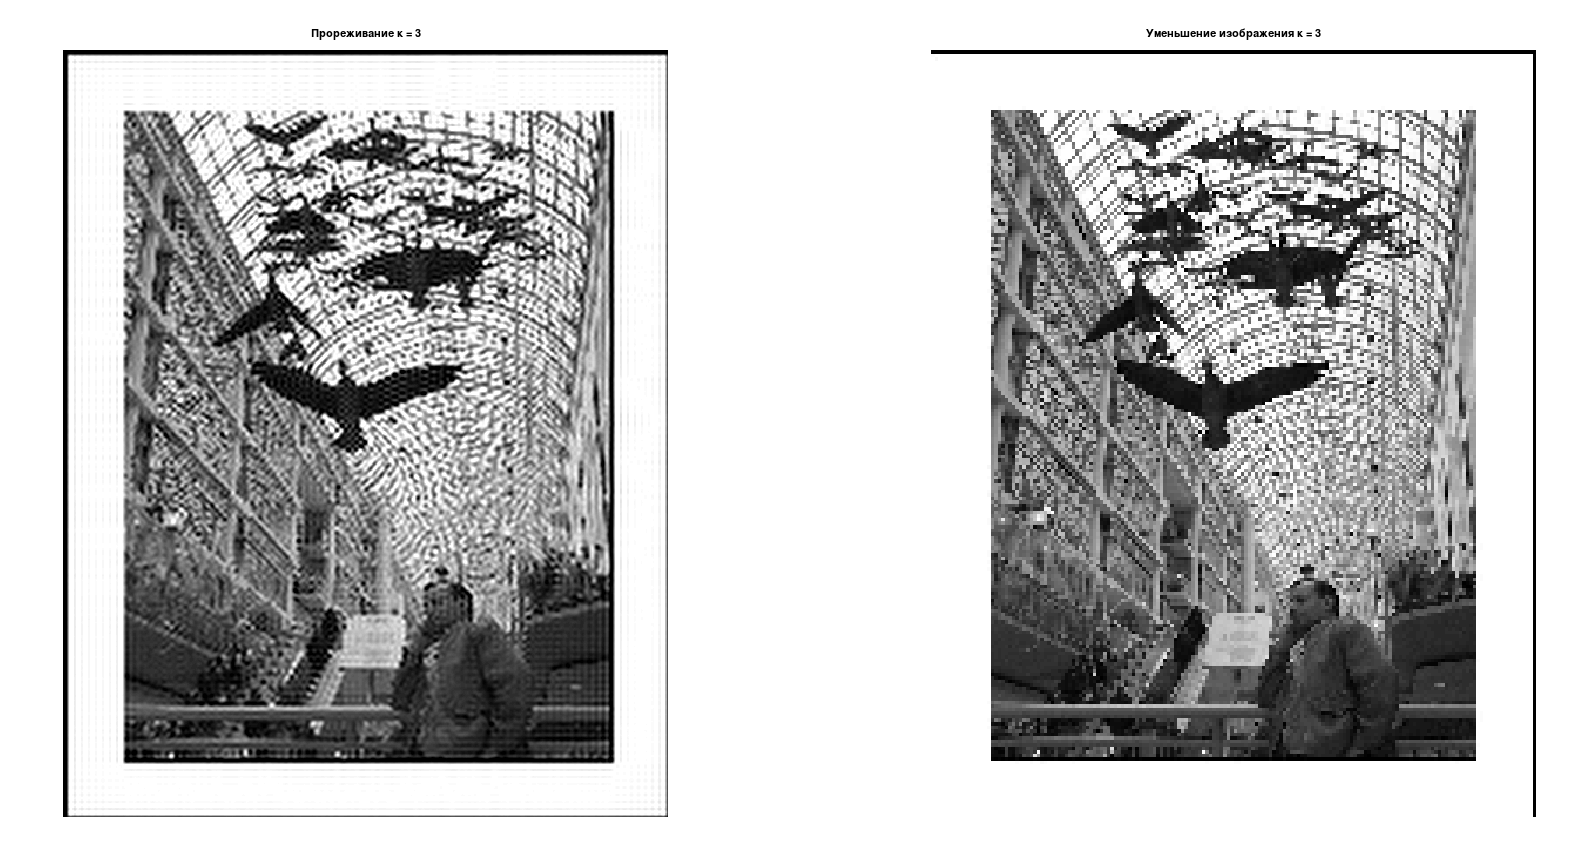 Прореживание к = 3
Уменьшение изображения к = 3